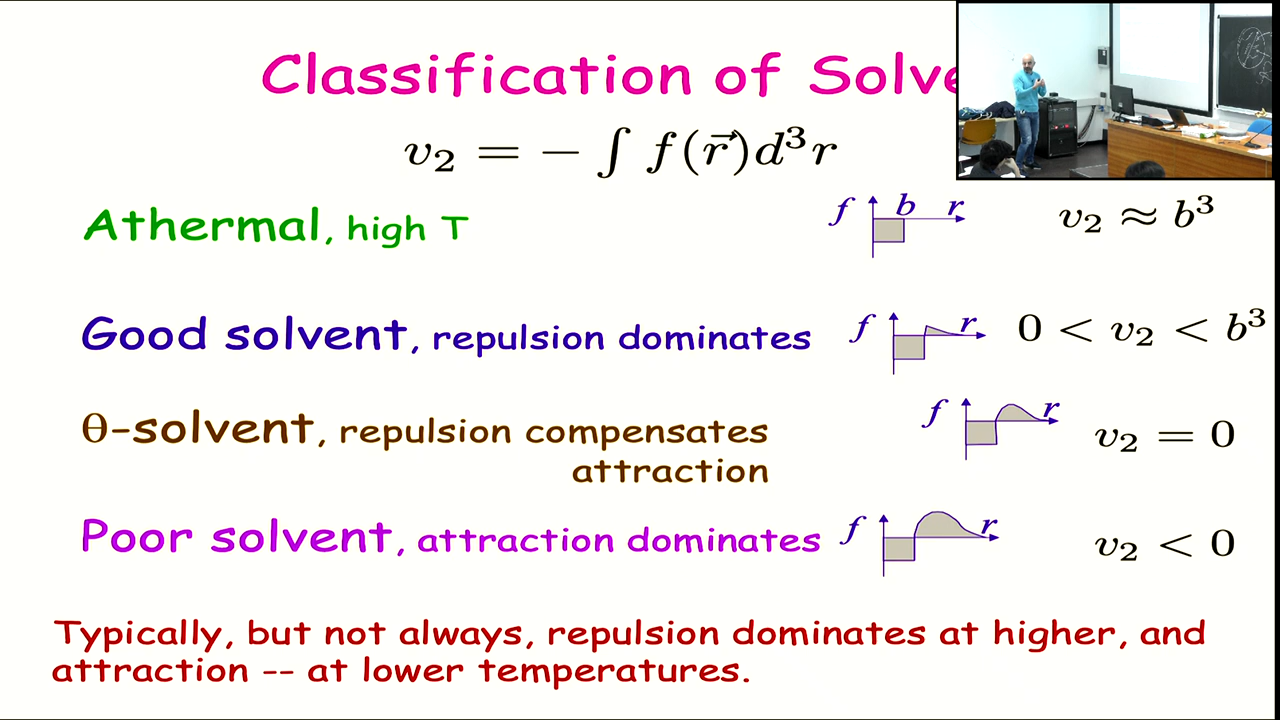 Classification of Solve
v₂ = − ∫ f(r⃗)d³r
Athermal, high T
f b r
v₂ ≈ b³
Good solvent, repulsion dominates
f r
0 < v₂ < b³
θ-solvent, repulsion compensates
attraction
f r
v₂ = 0
Poor solvent, attraction dominates
f r
v₂ < 0
Typically, but not always, repulsion dominates at higher, and
attraction -- at lower temperatures.